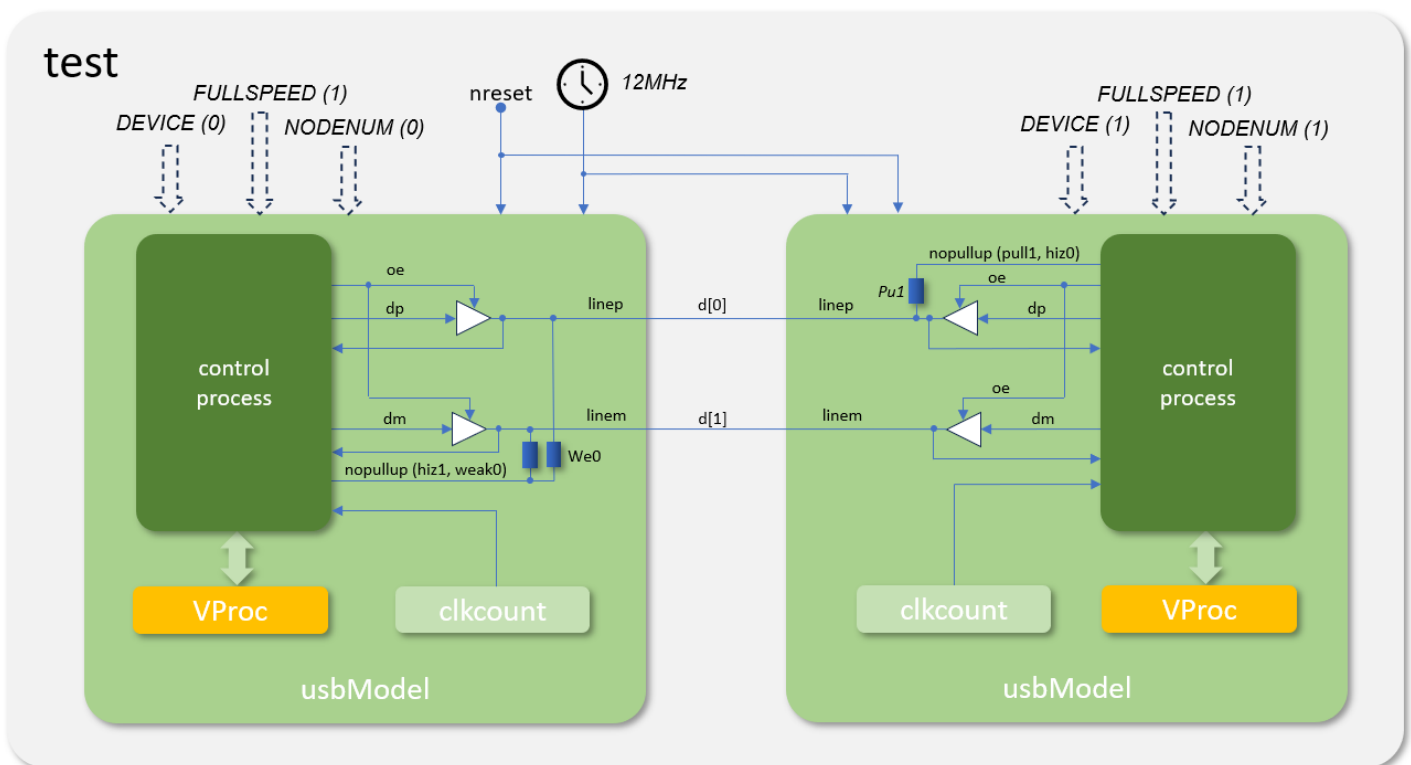 test
FULLSPEED (1)
DEVICE (0)
NODENUM (0)
nreset
12MHz
FULLSPEED (1)
DEVICE (1)
NODENUM (1)
control
process
oe
dp
dm
nopullup (hiz1, weak0)
We0
linep
linem
VProc
clkcount
usbModel
d[0]
d[1]
nopullup (pull1, hiz0)
Pu1
oe
linep
dp
oe
linem
dm
control
process
clkcount
VProc
usbModel